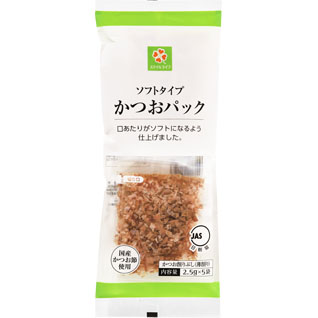 ソフトタイプ
かつおパック
口あたりがソフトになるよう
仕上げました。
国産
かつお節
使用
JAS
かつお削りぶし(薄削り)
内容量 2.5g×5袋